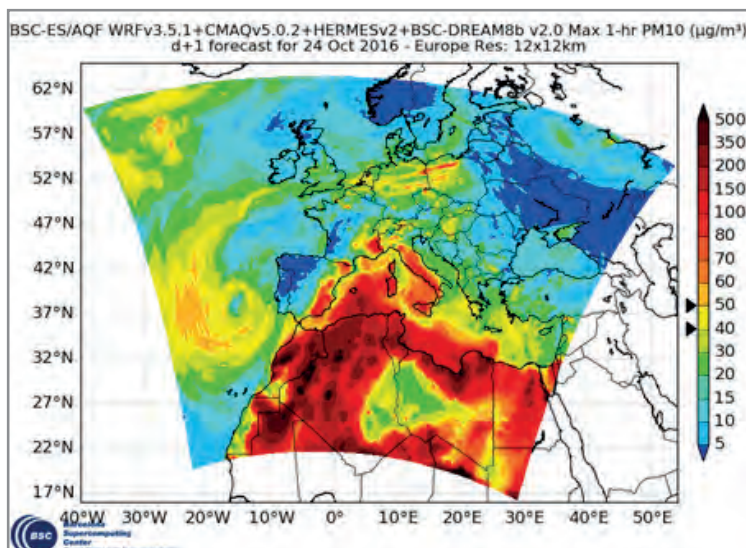 BSC-ES/AQF WRFv3.5.1+CMAQv5.0.2+HERMESv2+BSC-DREAM8b v2.0 Max 1-hr PM10 (µg/m³)
d+1 forecast for 24 Oct 2016 - Europe Res: 12x12km
62°N
57°N
52°N
47°N
42°N
37°N
32°N
27°N
22°N
17°N
40°W 30°W 20°W 10°W 0°E 10°E 20°E 30°E 40°E 50°E
500
350
200
150
100
80
70
60
50
40
30
20
15
10
5
BSC
Barcelona
Supercomputing
Center